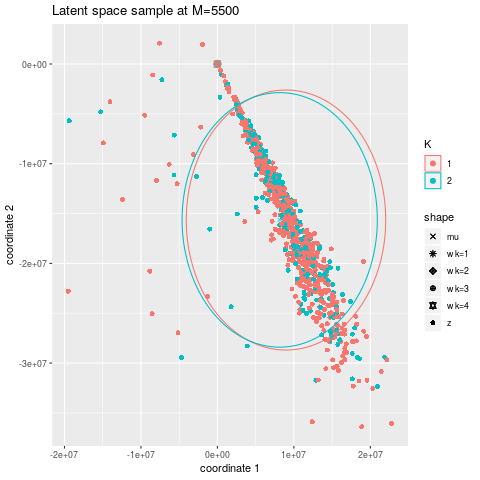 Latent space sample at M=5500
0e+00
-1e+07
-2e+07
-3e+07
coordinate 2
-2e+07
-1e+07
0e+00
1e+07
2e+07
coordinate 1
K
1
2
shape
mu
w k=1
w k=2
w k=3
w k=4
z